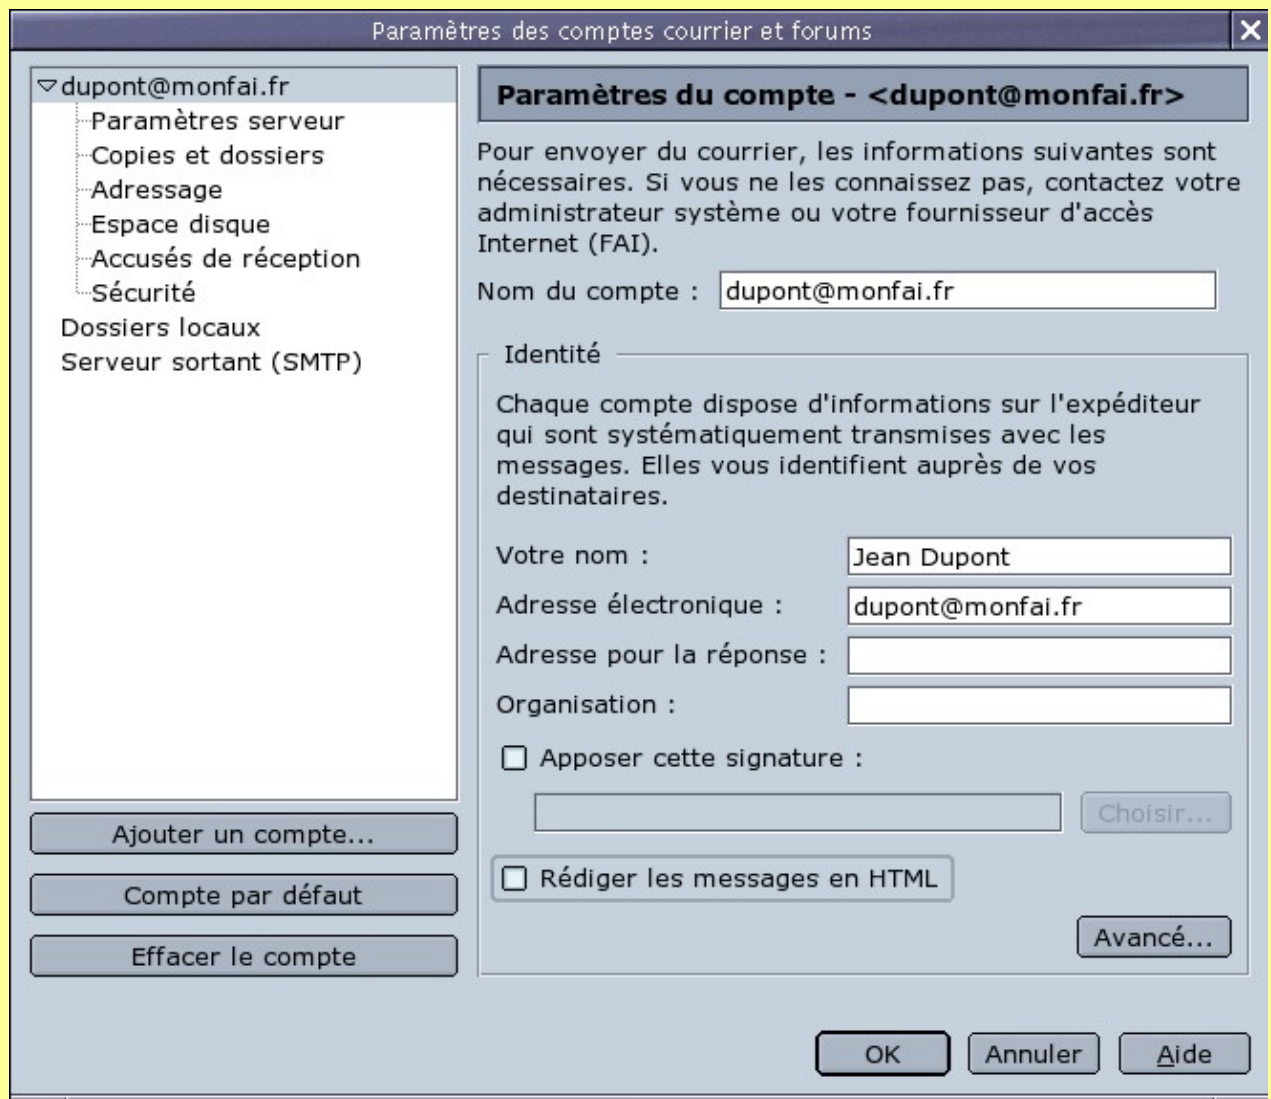 Paramètres des comptes courrier et forums
dupont@monfai.fr
Paramètres serveur
Copies et dossiers
Adressage
Espace disque
Accusés de réception
Sécurité
Dossiers locaux
Serveur sortant (SMTP)
Ajouter un compte...
Compte par défaut
Effacer le compte
Paramètres du compte - <dupont@monfai.fr>
Pour envoyer du courrier, les informations suivantes sont
nécessaires. Si vous ne les connaissez pas, contactez votre
administrateur système ou votre fournisseur d'accès
Internet (FAI).
Nom du compte : dupont@monfai.fr
Identité
Chaque compte dispose d'informations sur l'expéditeur
qui sont systématiquement transmises avec les
messages. Elles vous identifient auprès de vos
destinataires.
Votre nom : Jean Dupont
Adresse électronique : dupont@monfai.fr
Adresse pour la réponse :
Organisation :
Apposer cette signature :
Choisir...
Rédiger les messages en HTML
Avancé...
OK Annuler Aide